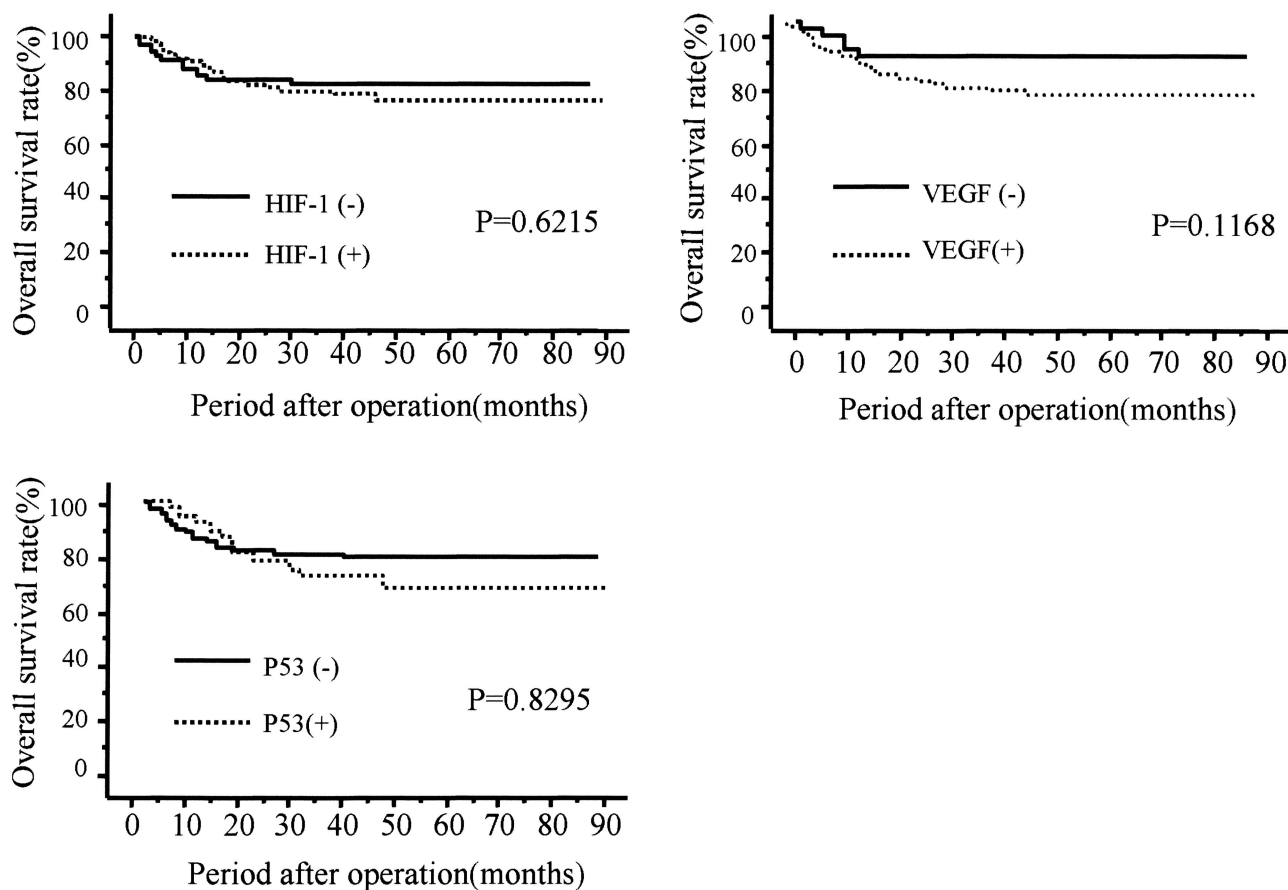 Overall survival rate(%)
100
80
60
40
20
0
HIF-1 (-)
HIF-1 (+)
P=0.6215
0 10 20 30 40 50 60 70 80 90
Period after operation(months)
Overall survival rate(%)
100
80
60
40
20
0
VEGF (-)
VEGF(+)
P=0.1168
0 10 20 30 40 50 60 70 80 90
Period after operation(months)
Overall survival rate(%)
100
80
60
40
20
0
P53 (-)
P53(+)
P=0.8295
0 10 20 30 40 50 60 70 80 90
Period after operation(months)